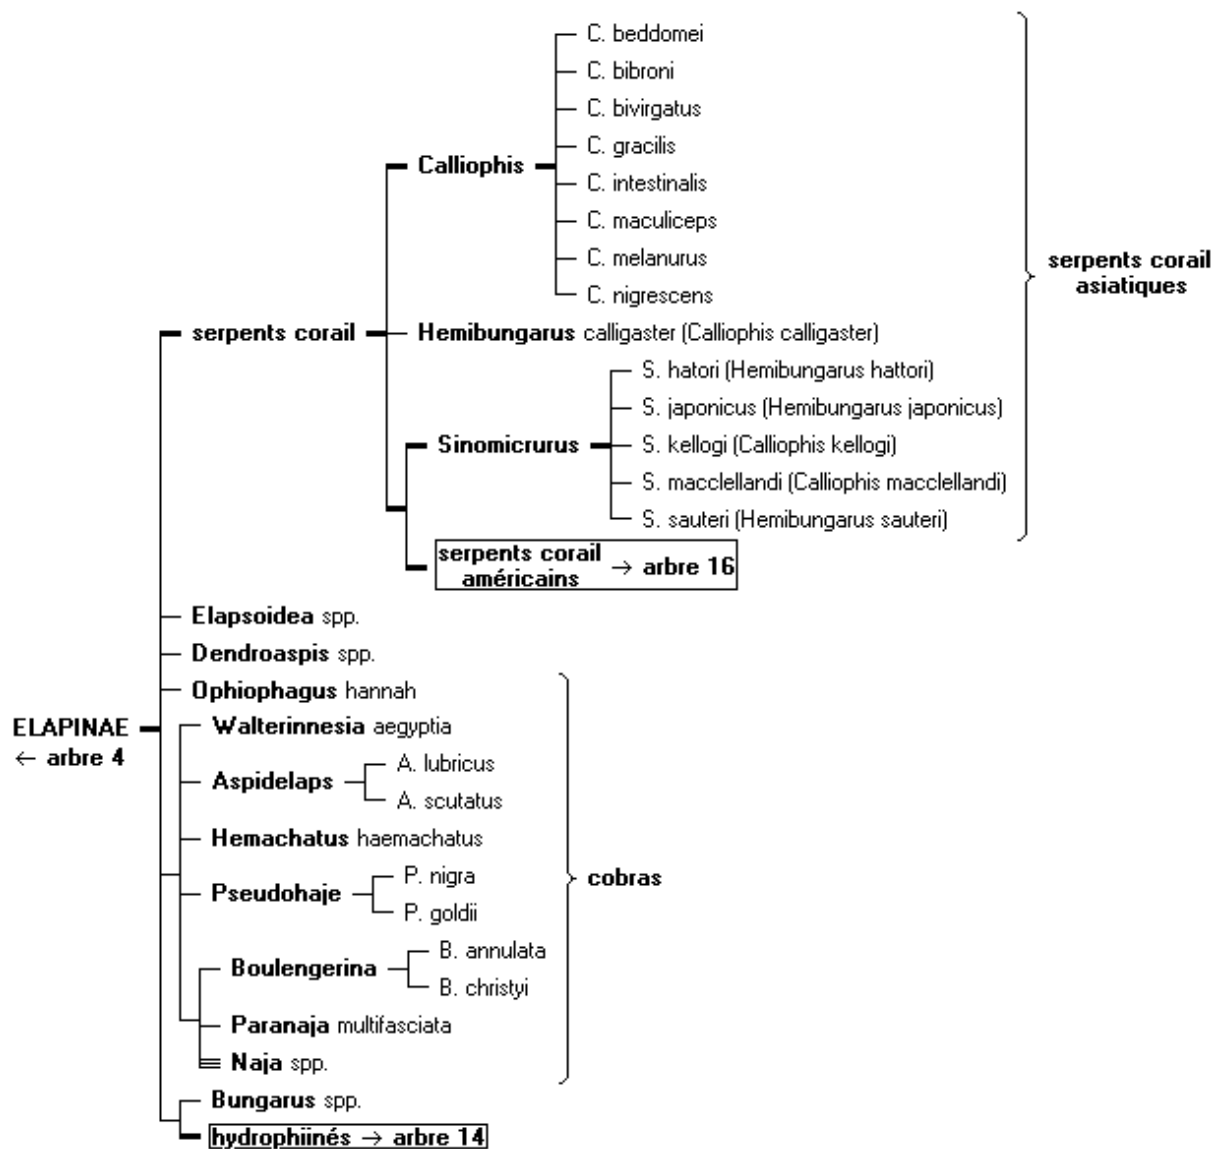 C. beddomei
C. bibroni
C. bivirgatus
C. gracilis
Calliophis
C. intestinalis
C. maculiceps
C. melanurus
C. nigrescens
serpents corail
asiatiques
serpents corail
Hemibungarus calligaster (Calliophis calligaster)
S. hatori (Hemibungarus hattori)
S. japonicus (Hemibungarus japonicus)
Sinomicrurus
S. kellogi (Calliophis kellogi)
S. macclellandi (Calliophis macclellandi)
S. sauteri (Hemibungarus sauteri)
serpents corail
américains → arbre 16
Elapsoidea spp.
Dendroaspis spp.
Ophiophagus hannah
ELAPINAE
← arbre 4
Walterinnesia aegyptia
Aspidelaps
A. lubricus
A. scutatus
Hemachatus haemachatus
Pseudohaje
P. nigra
P. goldii
cobras
Boulengerina
B. annulata
B. christyi
Paranaja multifasciata
Naja spp.
Bungarus spp.
hydrophiinés → arbre 14